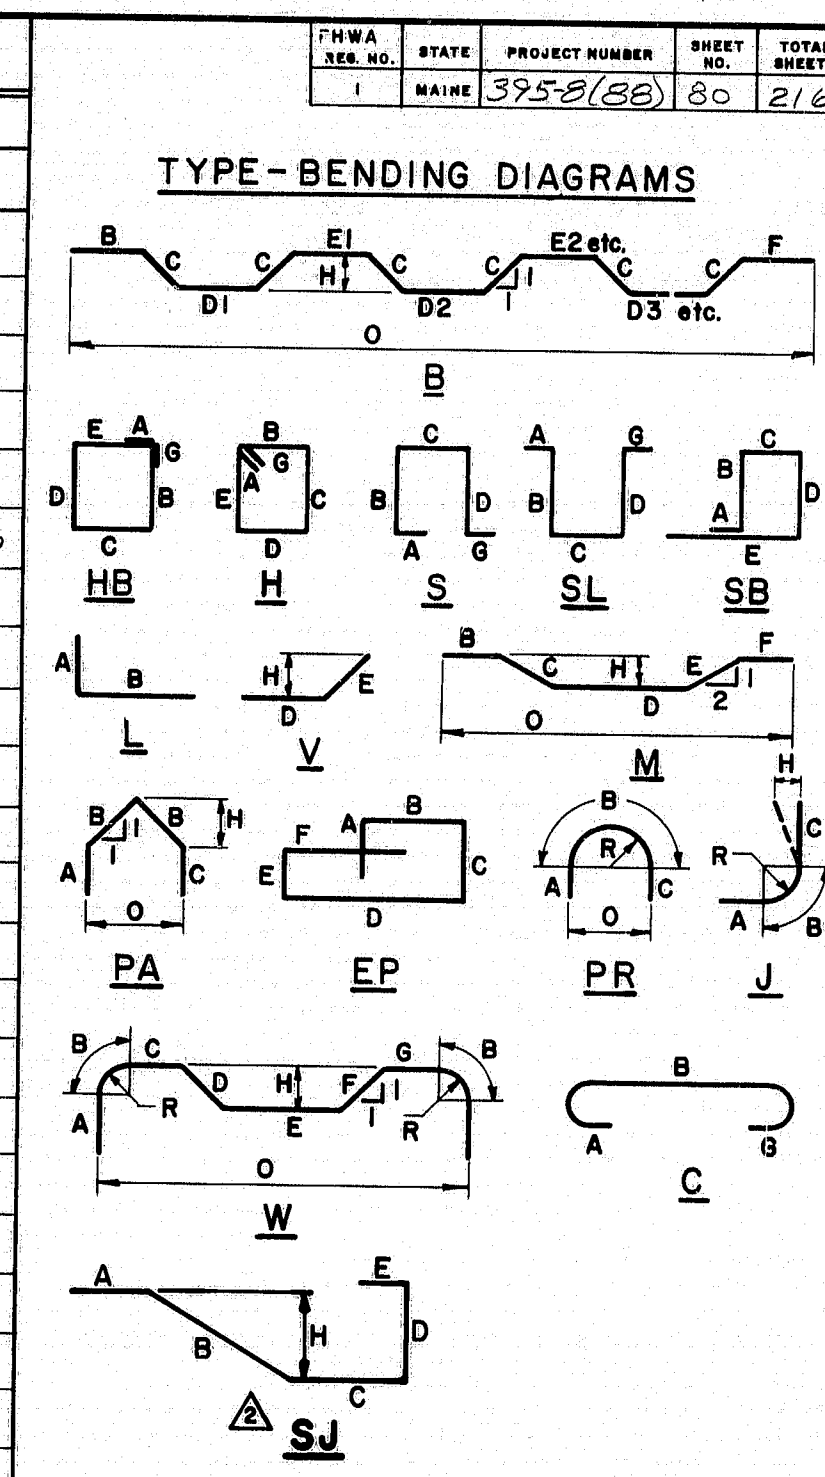 FHWA REG. NO. STATE PROJECT NUMBER SHEET NO. TOTAL SHEETS
1 MAINE 395-8(88) 80 216
TYPE-BENDING DIAGRAMS
B C D1 C E1 H C D2 C 1 1 E2 etc. C D3 etc. C F
O
B
E A G D B C
HB
B G A E C D
H
C B D A G
S
A G B D C
SL
C B D A E
SB
A B
L
H E D
V
B C H E F D 2 1
O
M
B B H 1 1 A C
O
PA
B A F E C D
EP
B R A C
O
PR
H C R A B
J
B C G B D H F 1 1 R A E R
O
W
B A G
C
A E H D B C
2
SJ